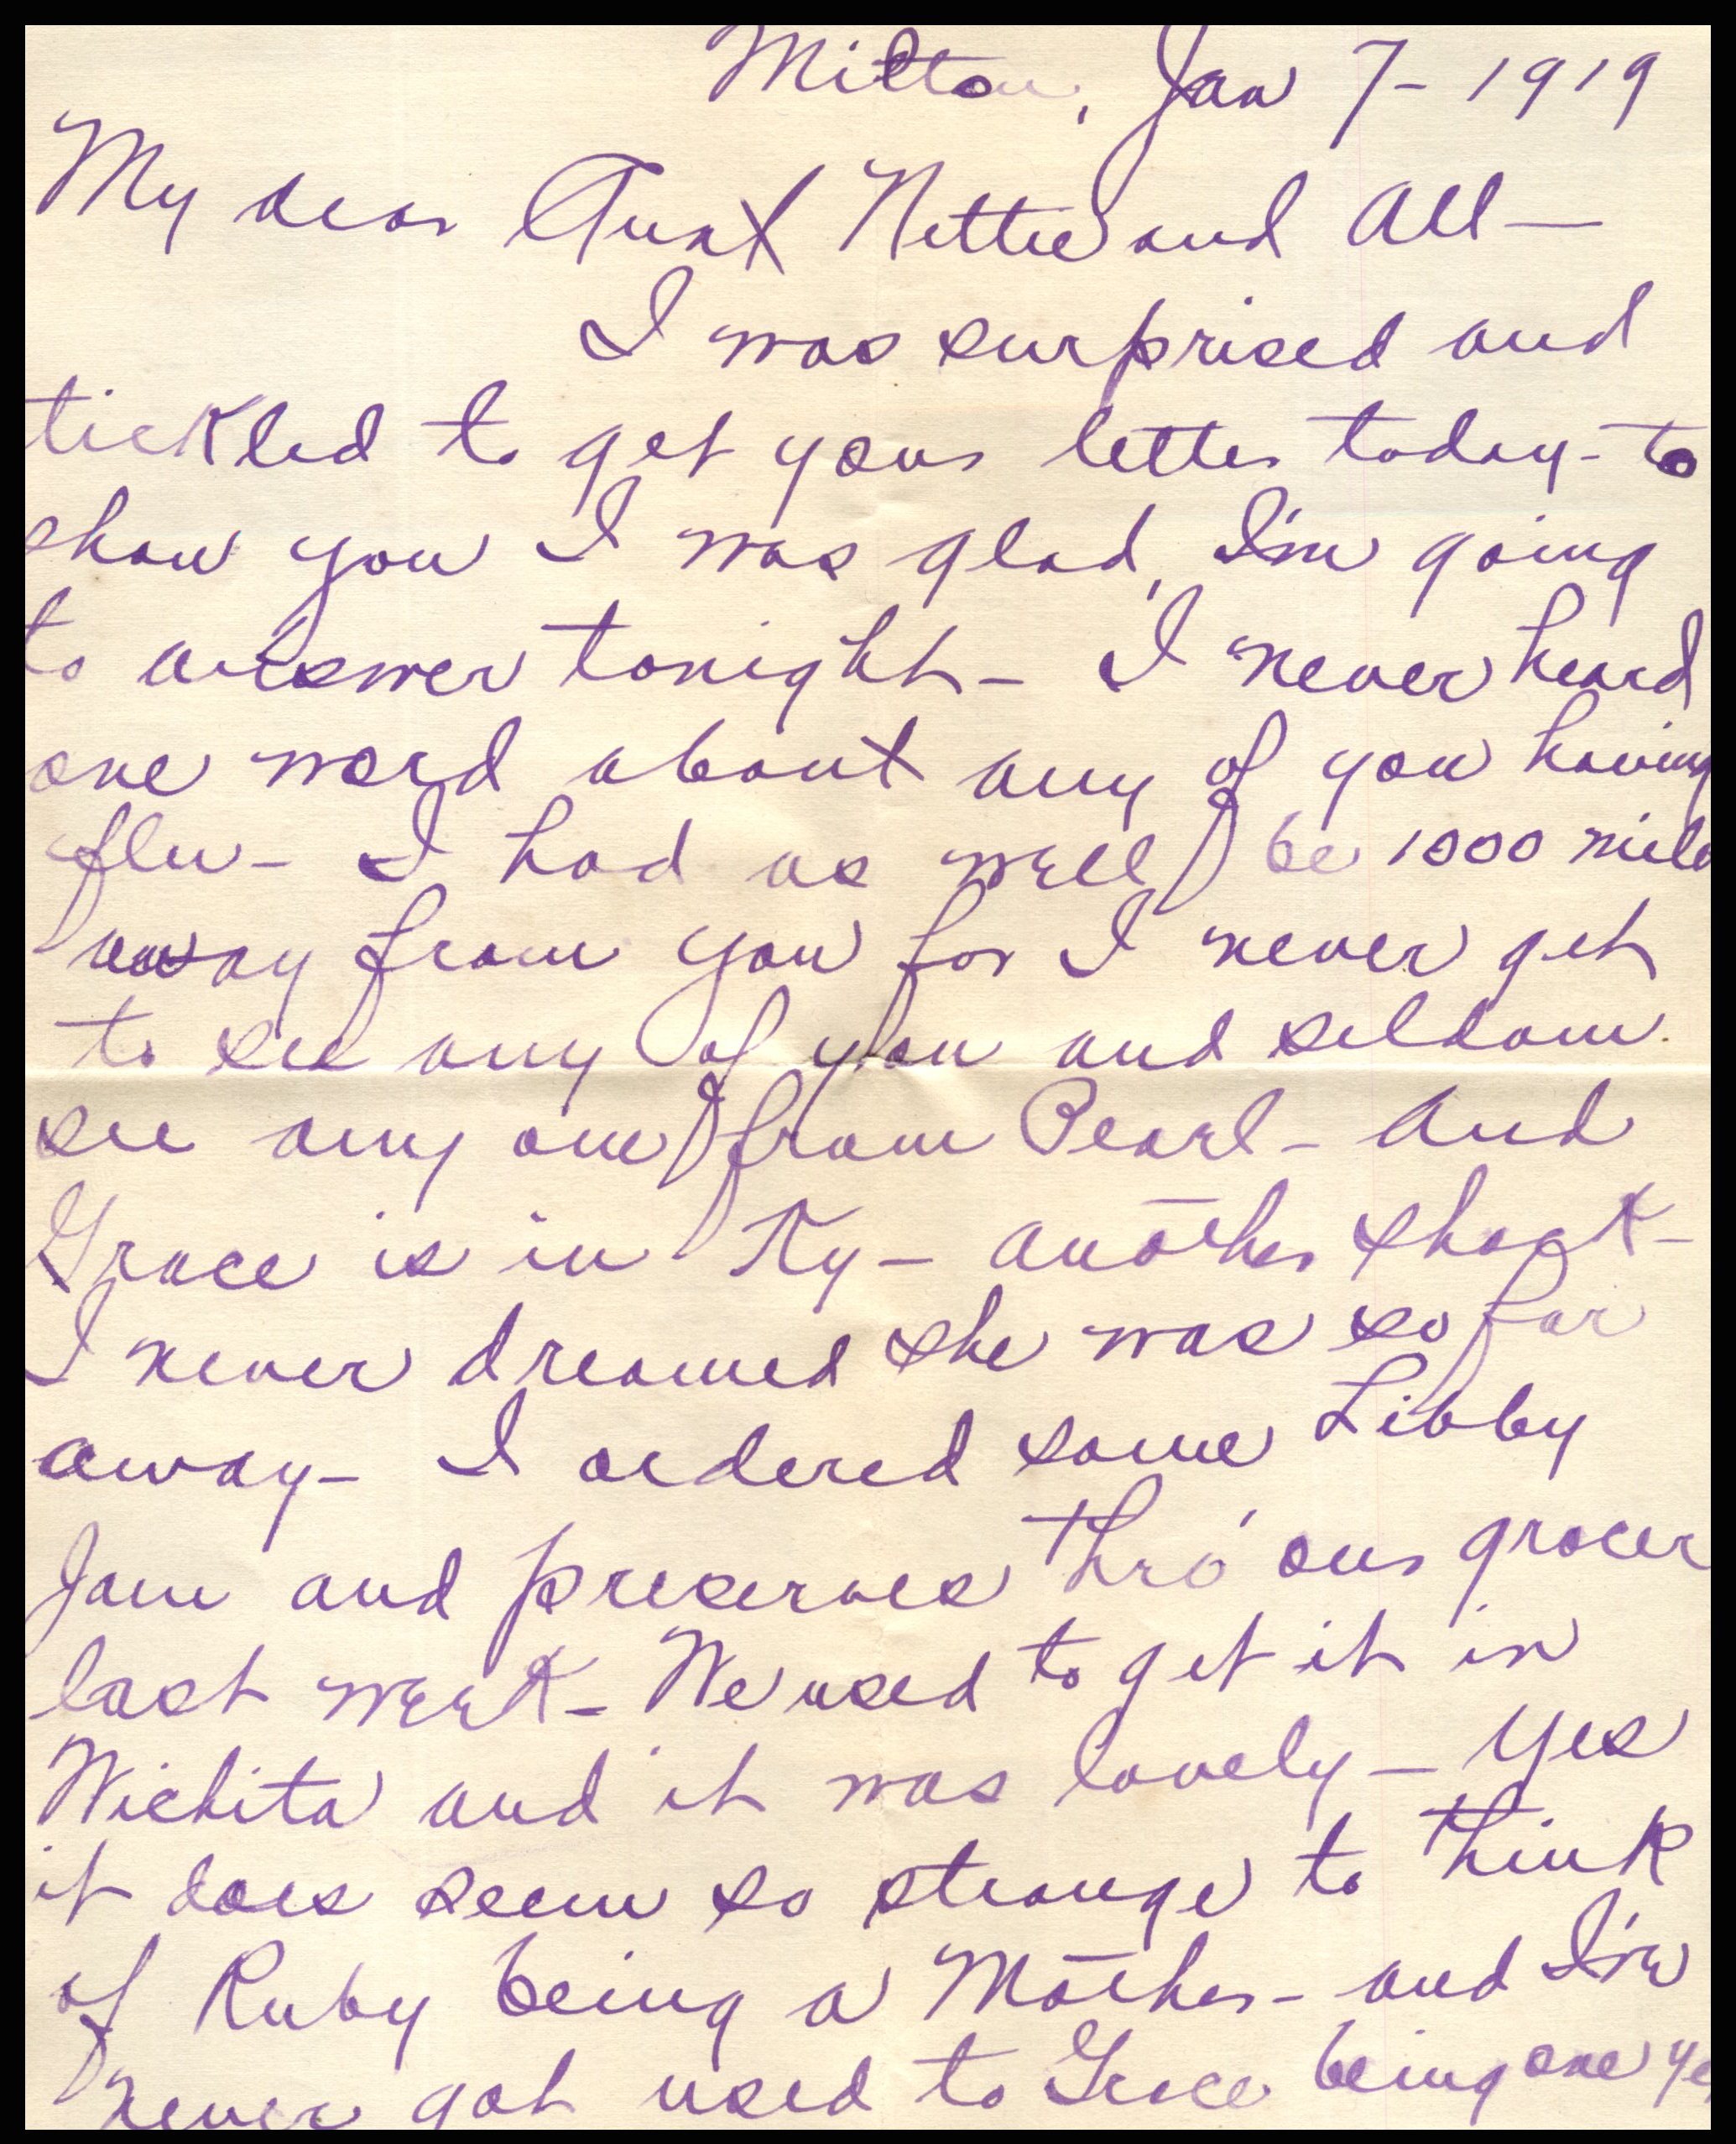 Milton, Jan 7 - 1919
My dear Aunt Nettie and All —
I was surprised and
tickled to get your letter today - to
show you I was glad, I'm going
to answer tonight - I never heard
one word about any of you having
flu - I had as well be 1000 mile
away from you for I never get
to see any of you and seldom.
see any one from Pearl - And
Grace is in Ky - another shock -
I never dreamed she was so far
away - I ordered some Libby
Jam and preserves thro' our grocer
last week - We used to get it in
Wichita and it was lovely - Yes
it does seem so strange to think
of Ruby being a Mother - and I'm
never got used to Grace being one ye